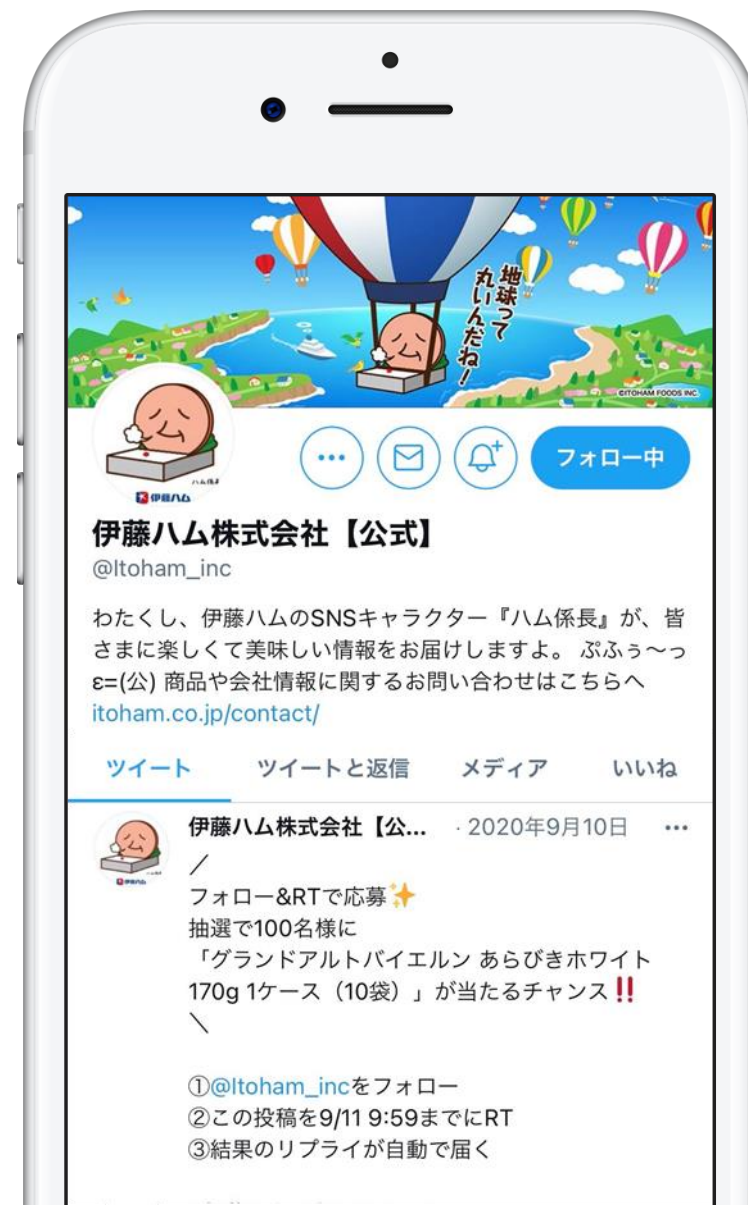 地球って
丸いんだね!
©ITOHAM FOODS INC.
ハム係長
伊藤ハム
フォロー中
伊藤ハム株式会社【公式】
@Itoham_inc
わたくし、伊藤ハムのSNSキャラクター『ハム係長』が、皆
さまに楽しくて美味しい情報をお届けしますよ。 ぷふぅ〜っ
ε=(公) 商品や会社情報に関するお問い合わせはこちらへ
itoham.co.jp/contact/
ツイート ツイートと返信 メディア いいね
伊藤ハム株式会社【公... · 2020年9月10日
／
フォロー&RTで応募✨
抽選で100名様に
「グランドアルトバイエルン あらびきホワイト
170g 1ケース（10袋）」が当たるチャンス‼
＼
①@Itoham_incをフォロー
②この投稿を9/11 9:59までにRT
③結果のリプライが自動で届く